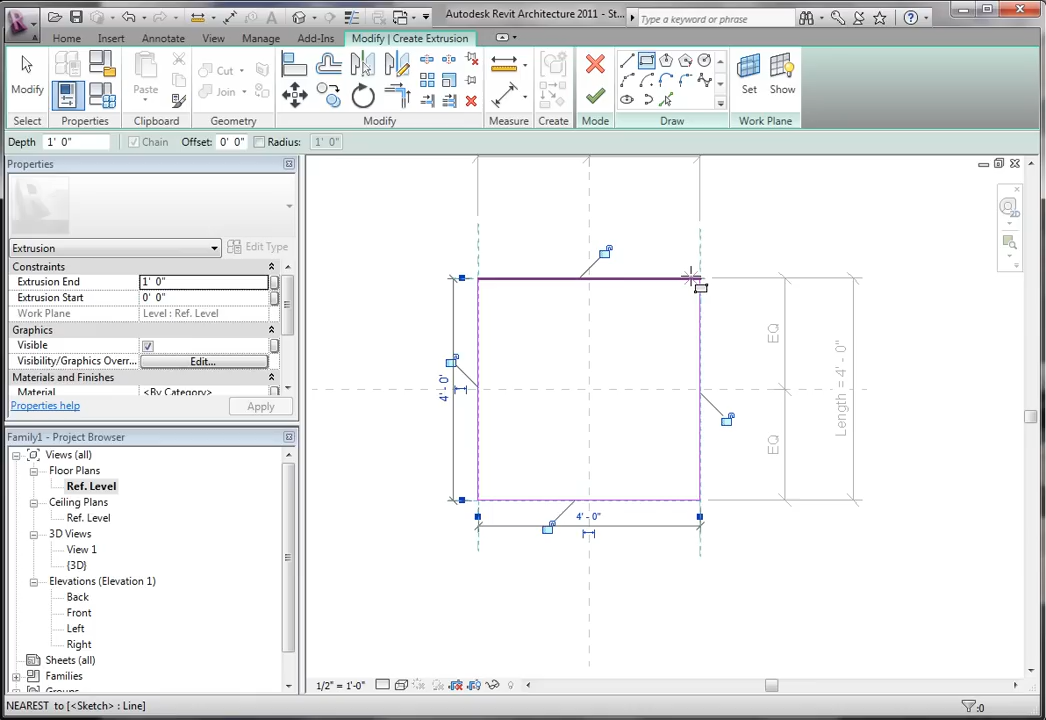 Autodesk Revit Architecture 2011 - St...
Type a keyword or phrase
Home Insert Annotate View Manage Add-Ins Modify | Create Extrusion
Modify
Paste
Cut
Join
Set
Show
Select Properties Clipboard Geometry Modify Measure Create Mode Draw Work Plane
Depth 1' 0" Chain Offset: 0' 0" Radius: 1' 0"
Properties
Extrusion
Edit Type
Constraints
Extrusion End 1' 0"
Extrusion Start 0' 0"
Work Plane Level : Ref. Level
Graphics
Visible
Visibility/Graphics Overr... Edit...
Materials and Finishes
Material <By Category>
Properties help
Apply
Family1 - Project Browser
Views (all)
Floor Plans
Ref. Level
Ceiling Plans
Ref. Level
3D Views
View 1
{3D}
Elevations (Elevation 1)
Back
Front
Left
Right
Sheets (all)
Families
Groups
2D
4' - 0"
4' - 0"
EQ
EQ
Length = 4' - 0"
1/2" = 1'-0"
NEAREST to [<Sketch> : Line]
:0